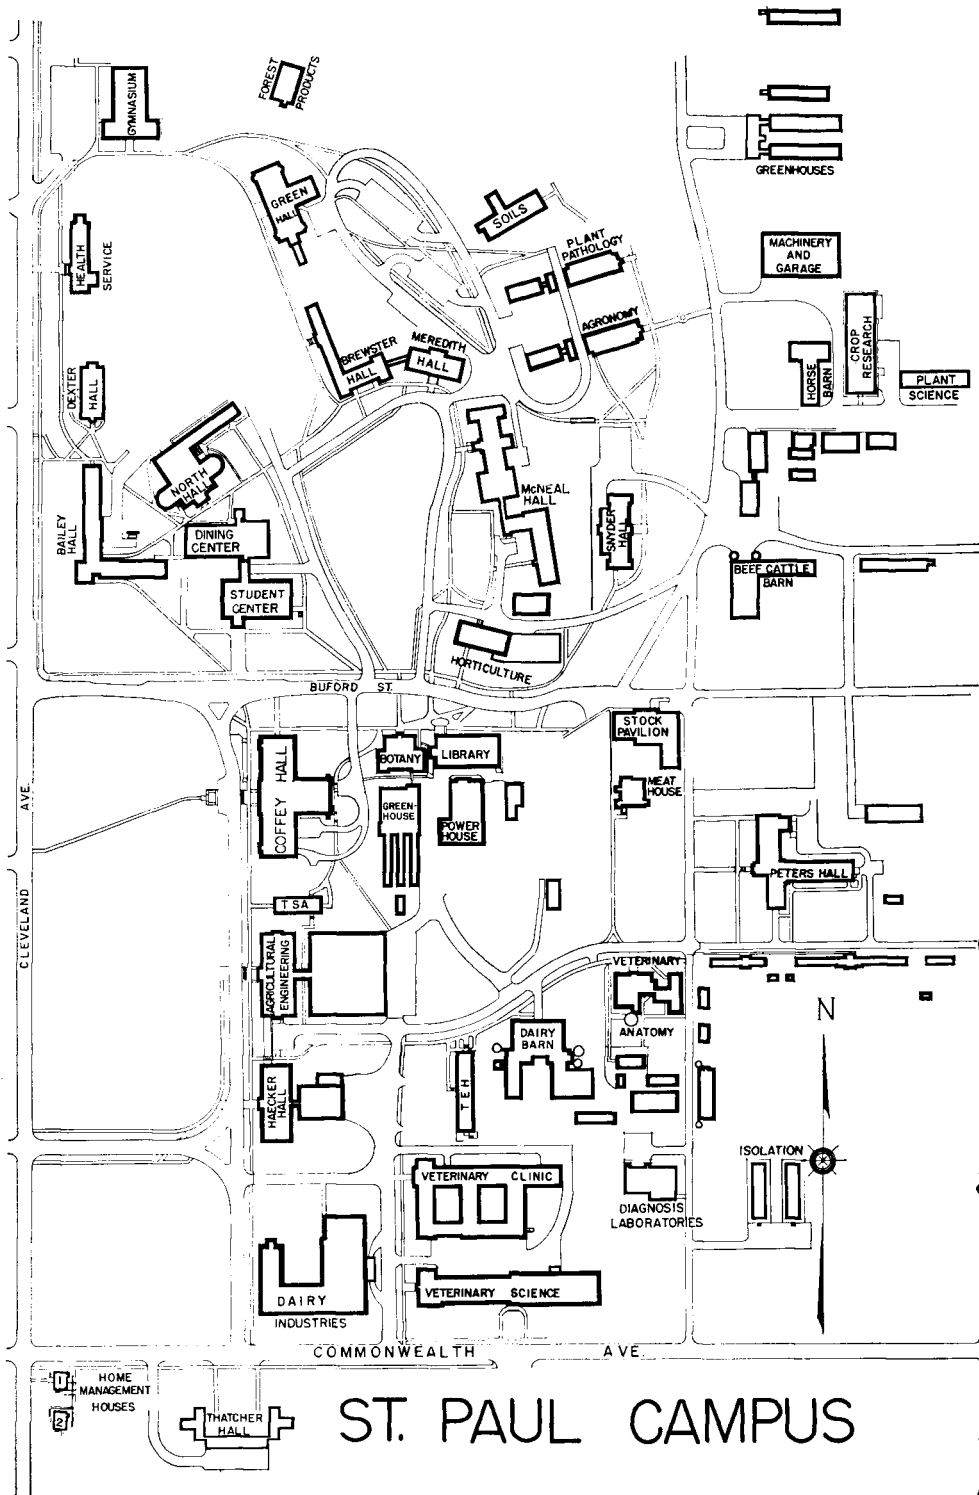 FOREST
PRODUCTS
GYMNASIUM
GREENHOUSES
GREEN
HALL
SOILS
PLANT
PATHOLOGY
MACHINERY
AND
GARAGE
HEALTH
SERVICE
AGRONOMY
CROP
RESEARCH
BREWSTER
HALL
MEREDITH
HALL
HORSE
BARN
PLANT
SCIENCE
DEXTER
HALL
NORTH
HALL
McNEAL
HALL
SNYDER
HALL
BAILEY
HALL
DINING
CENTER
BEEF CATTLE
BARN
STUDENT
CENTER
HORTICULTURE
BUFORD ST.
STOCK
PAVILION
COFFEY HALL
BOTANY
LIBRARY
MEAT
HOUSE
GREEN-
HOUSE
POWER
HOUSE
PETERS HALL
CLEVELAND AVE.
TSA
AGRICULTURAL
ENGINEERING
VETERINARY
ANATOMY
N
DAIRY
BARN
HAECKER
HALL
TEH
ISOLATION
VETERINARY CLINIC
DIAGNOSIS
LABORATORIES
DAIRY
INDUSTRIES
VETERINARY SCIENCE
COMMONWEALTH AVE.
1
HOME
MANAGEMENT
HOUSES
2
THATCHER
HALL
ST. PAUL CAMPUS